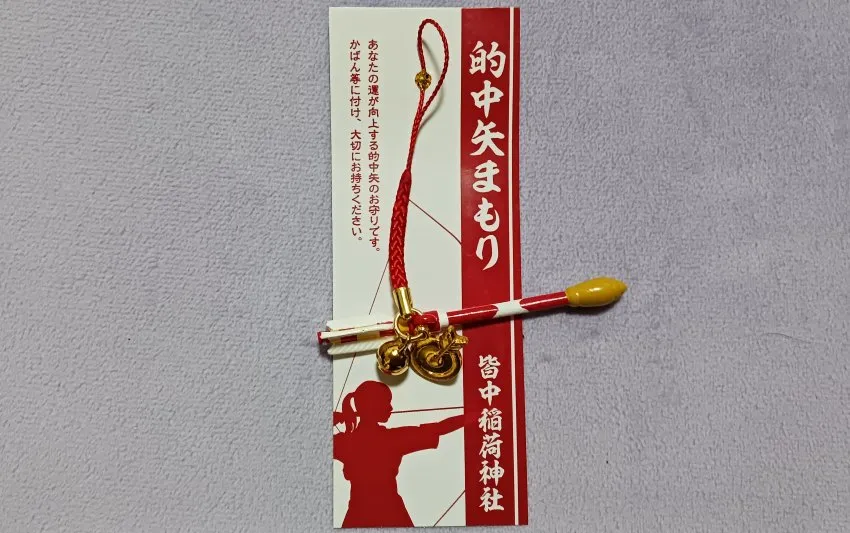 的中矢まもり
皆中稲荷神社
あなたの運が向上する的中矢のお守りです。
かばん等に付け、大切にお持ちください。